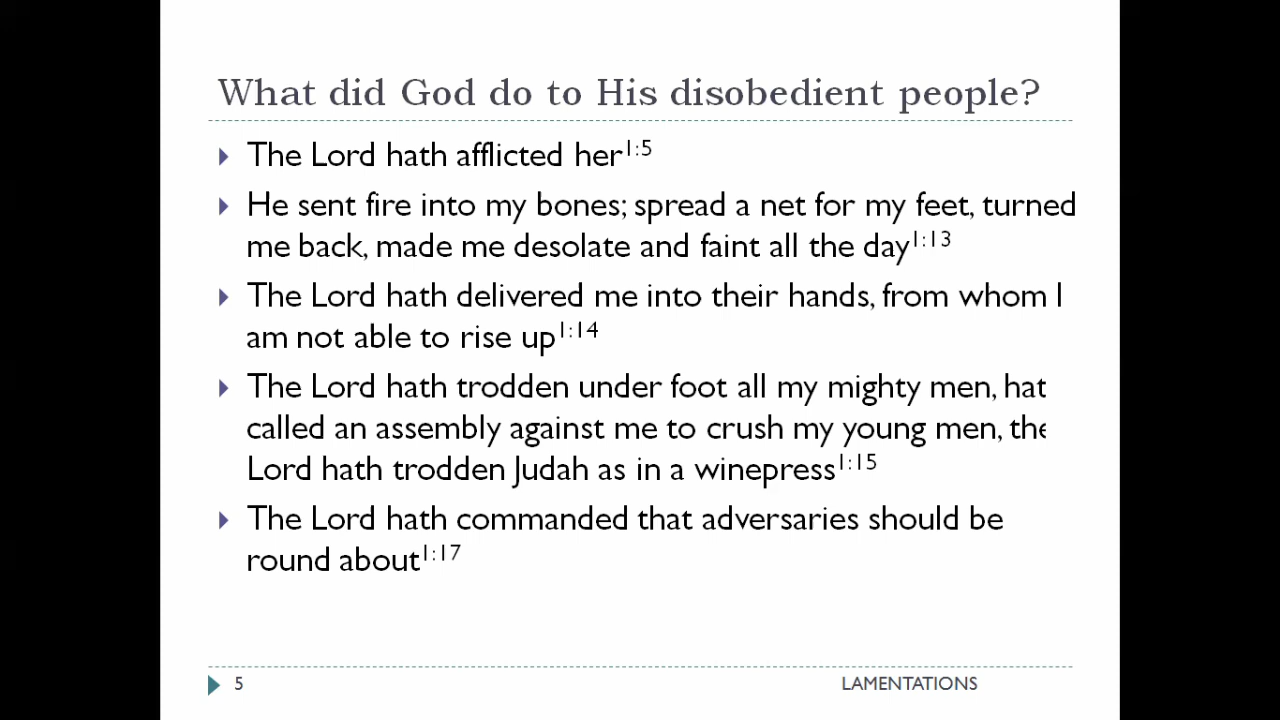 What did God do to His disobedient people?
The Lord hath afflicted her1:5
He sent fire into my bones; spread a net for my feet, turned
me back, made me desolate and faint all the day1:13
The Lord hath delivered me into their hands, from whom I
am not able to rise up1:14
The Lord hath trodden under foot all my mighty men, hat
called an assembly against me to crush my young men, the
Lord hath trodden Judah as in a winepress1:15
The Lord hath commanded that adversaries should be
round about1:17
5 LAMENTATIONS